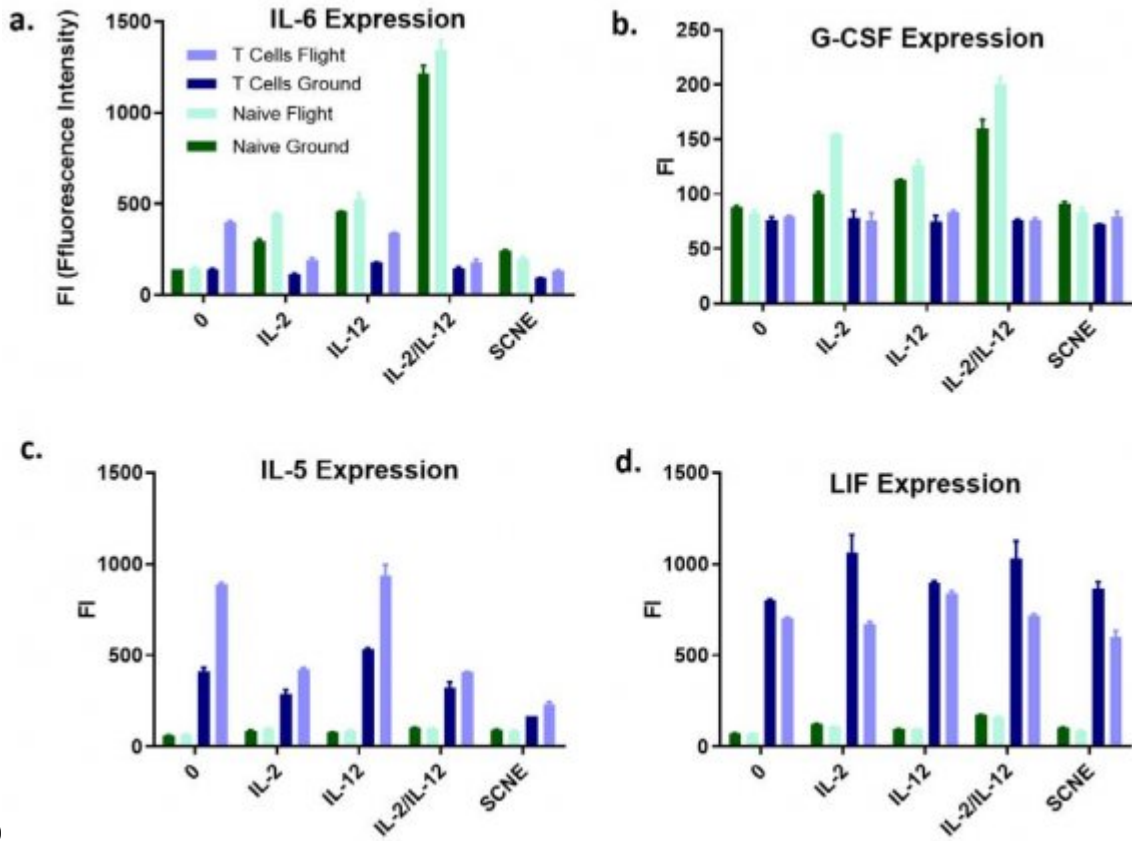 a.
IL-6 Expression
FI (Ffluorescence Intensity)
1500
1000
500
0
T Cells Flight
T Cells Ground
Naive Flight
Naive Ground
0
IL-2
IL-12
IL-2/IL-12
SCNE
b.
G-CSF Expression
FI
250
200
150
100
50
0
0
IL-2
IL-12
IL-2/IL-12
SCNE
c.
IL-5 Expression
FI
1500
1000
500
0
0
IL-2
IL-12
IL-2/IL-12
SCNE
d.
LIF Expression
FI
1500
1000
500
0
0
IL-2
IL-12
IL-2/IL-12
SCNE